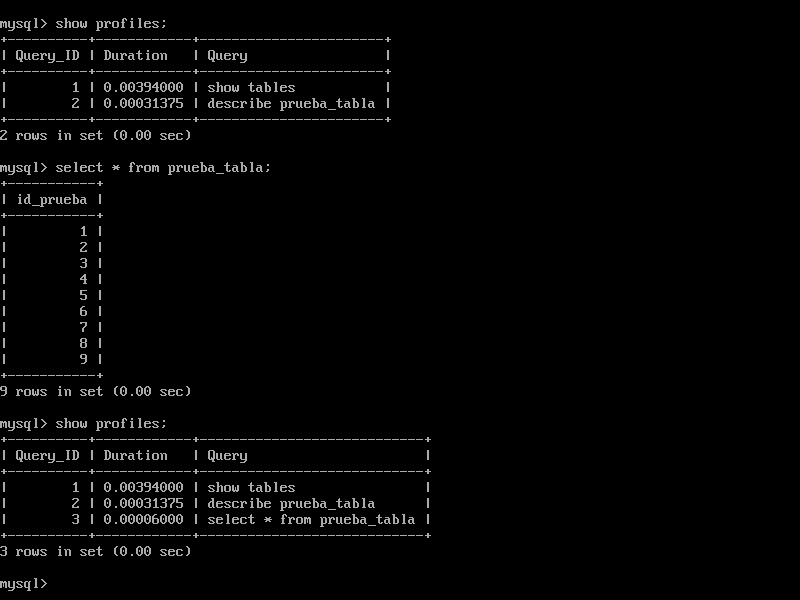 mysql> show profiles;
+----------+------------+-----------------------+
| Query_ID | Duration   | Query                 |
+----------+------------+-----------------------+
|        1 | 0.00394000 | show tables           |
|        2 | 0.00031375 | describe prueba_tabla |
+----------+------------+-----------------------+
2 rows in set (0.00 sec)

mysql> select * from prueba_tabla;
+-----------+
| id_prueba |
+-----------+
|         1 |
|         2 |
|         3 |
|         4 |
|         5 |
|         6 |
|         7 |
|         8 |
|         9 |
+-----------+
9 rows in set (0.00 sec)

mysql> show profiles;
+----------+------------+----------------------------+
| Query_ID | Duration   | Query                      |
+----------+------------+----------------------------+
|        1 | 0.00394000 | show tables                |
|        2 | 0.00031375 | describe prueba_tabla      |
|        3 | 0.00006000 | select * from prueba_tabla |
+----------+------------+----------------------------+
3 rows in set (0.00 sec)

mysql>